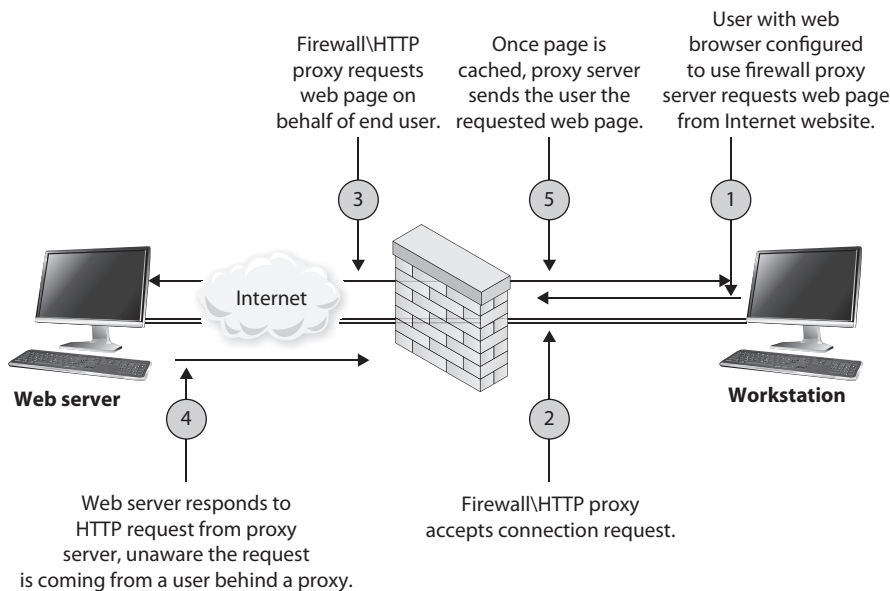 Firewall\HTTP
proxy requests
web page on
behalf of end user.
Once page is
cached, proxy server
sends the user the
requested web page.
User with web
browser configured
to use firewall proxy
server requests web page
from Internet website.
3
5
1
Internet
Web server
Workstation
4
2
Web server responds to
HTTP request from proxy
server, unaware the request
is coming from a user behind a proxy.
Firewall\HTTP proxy
accepts connection request.